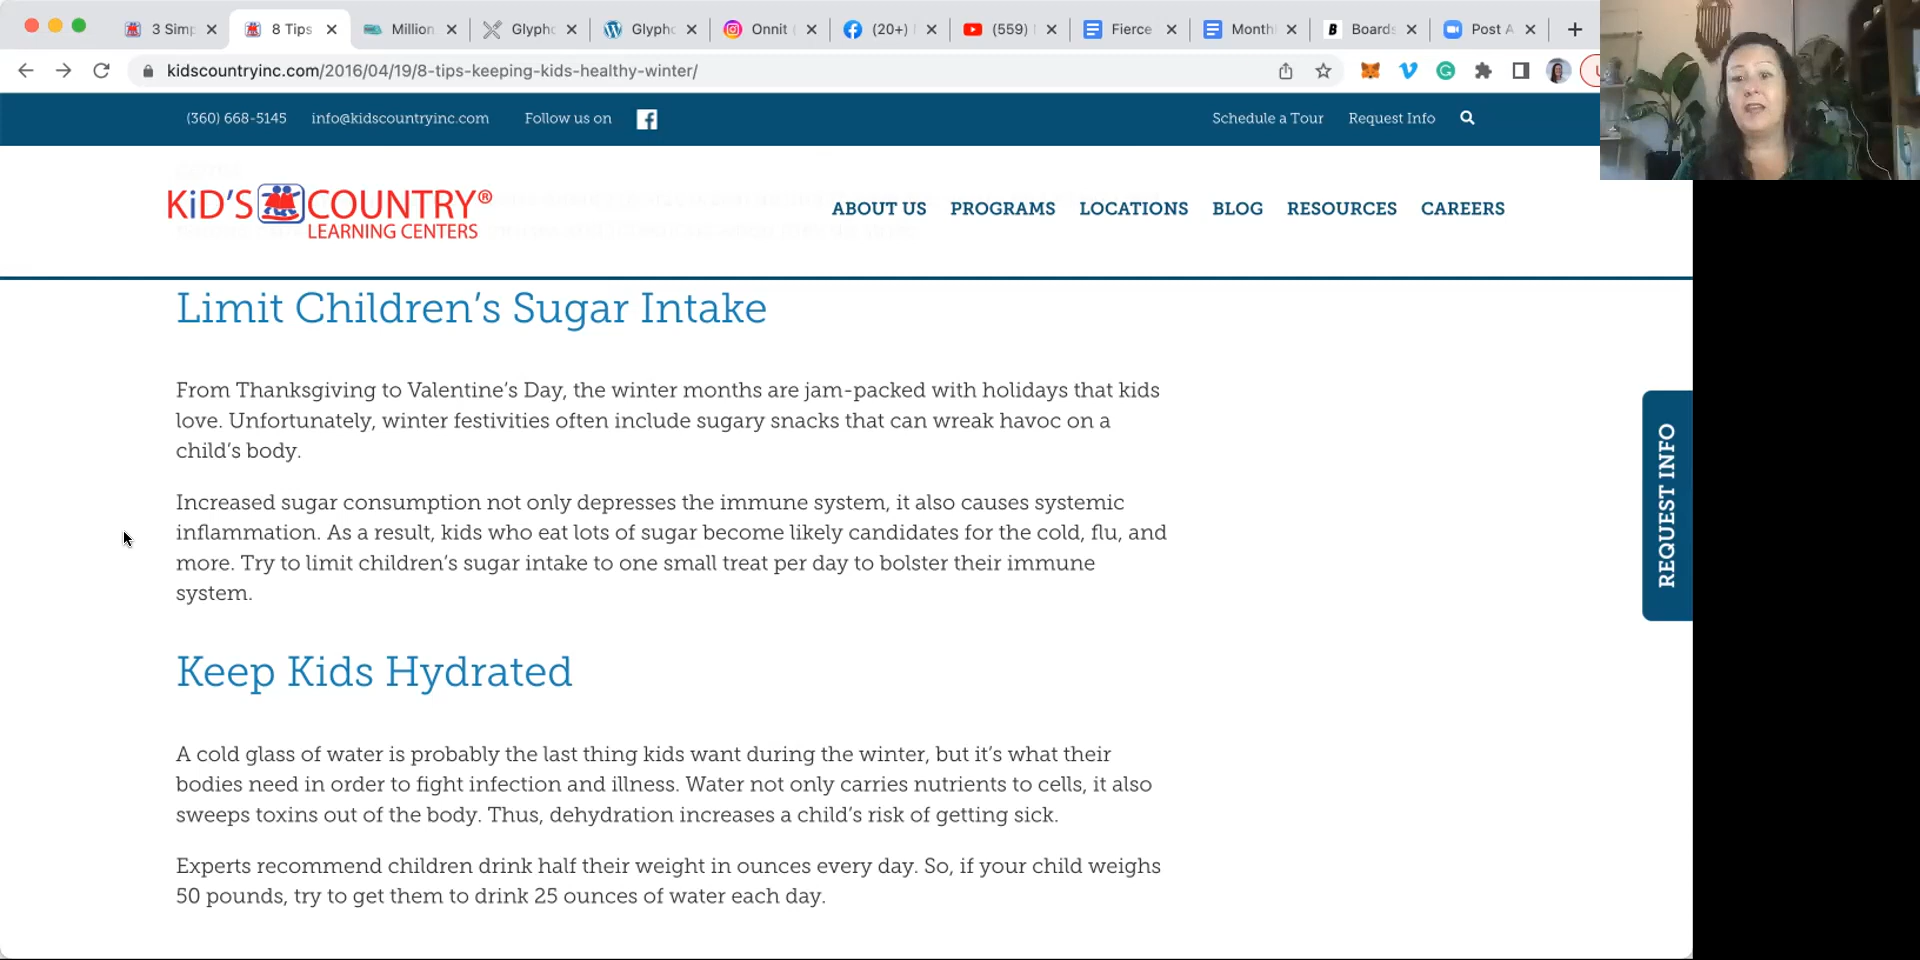 3 Simp
8 Tips
Million
Glypho
Glypho
Onnit
(20+)
(559)
Fierce
Month
B
Boards
Post A
kidscountryinc.com/2016/04/19/8-tips-keeping-kids-healthy-winter/
(360) 668-5145
info@kidscountryinc.com
Follow us on
Schedule a Tour
Request Info
KiD'S COUNTRY®
LEARNING CENTERS
ABOUT US
PROGRAMS
LOCATIONS
BLOG
RESOURCES
CAREERS
Limit Children's Sugar Intake
From Thanksgiving to Valentine's Day, the winter months are jam-packed with holidays that kids
love. Unfortunately, winter festivities often include sugary snacks that can wreak havoc on a
child's body.
Increased sugar consumption not only depresses the immune system, it also causes systemic
inflammation. As a result, kids who eat lots of sugar become likely candidates for the cold, flu, and
more. Try to limit children's sugar intake to one small treat per day to bolster their immune
system.
REQUEST INFO
Keep Kids Hydrated
A cold glass of water is probably the last thing kids want during the winter, but it's what their
bodies need in order to fight infection and illness. Water not only carries nutrients to cells, it also
sweeps toxins out of the body. Thus, dehydration increases a child's risk of getting sick.
Experts recommend children drink half their weight in ounces every day. So, if your child weighs
50 pounds, try to get them to drink 25 ounces of water each day.